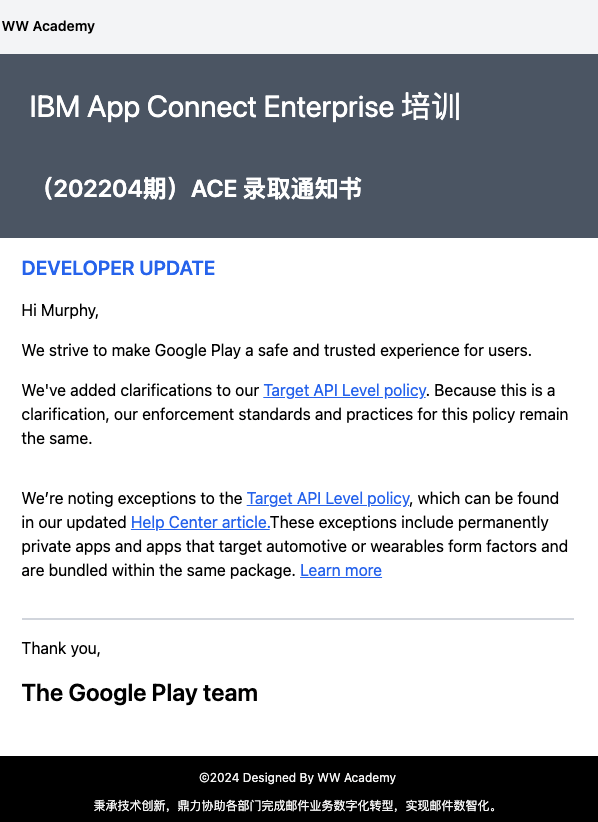 WW Academy
IBM App Connect Enterprise 培训
（202204期）ACE 录取通知书
DEVELOPER UPDATE
Hi Murphy,
We strive to make Google Play a safe and trusted experience for users.
We've added clarifications to our Target API Level policy. Because this is a
clarification, our enforcement standards and practices for this policy remain
the same.
We’re noting exceptions to the Target API Level policy, which can be found
in our updated Help Center article.These exceptions include permanently
private apps and apps that target automotive or wearables form factors and
are bundled within the same package. Learn more
Thank you,
The Google Play team
©2024 Designed By WW Academy
秉承技术创新，鼎力协助各部门完成邮件业务数字化转型，实现邮件数智化。